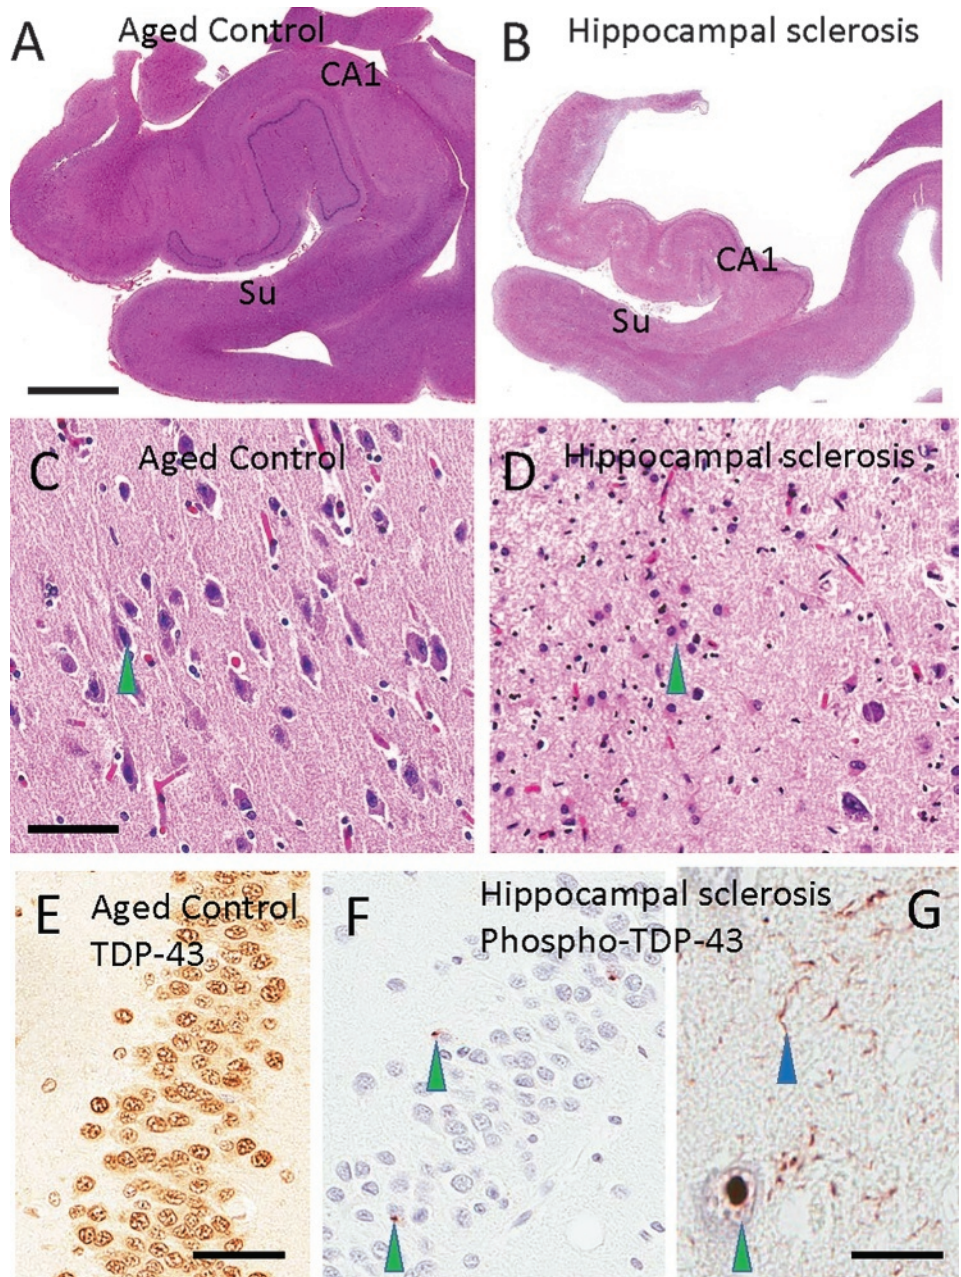 A Aged Control
CA1
Su
B Hippocampal sclerosis
CA1
Su
C Aged Control
D Hippocampal sclerosis
E Aged Control
TDP-43
F Hippocampal sclerosis G
Phospho-TDP-43